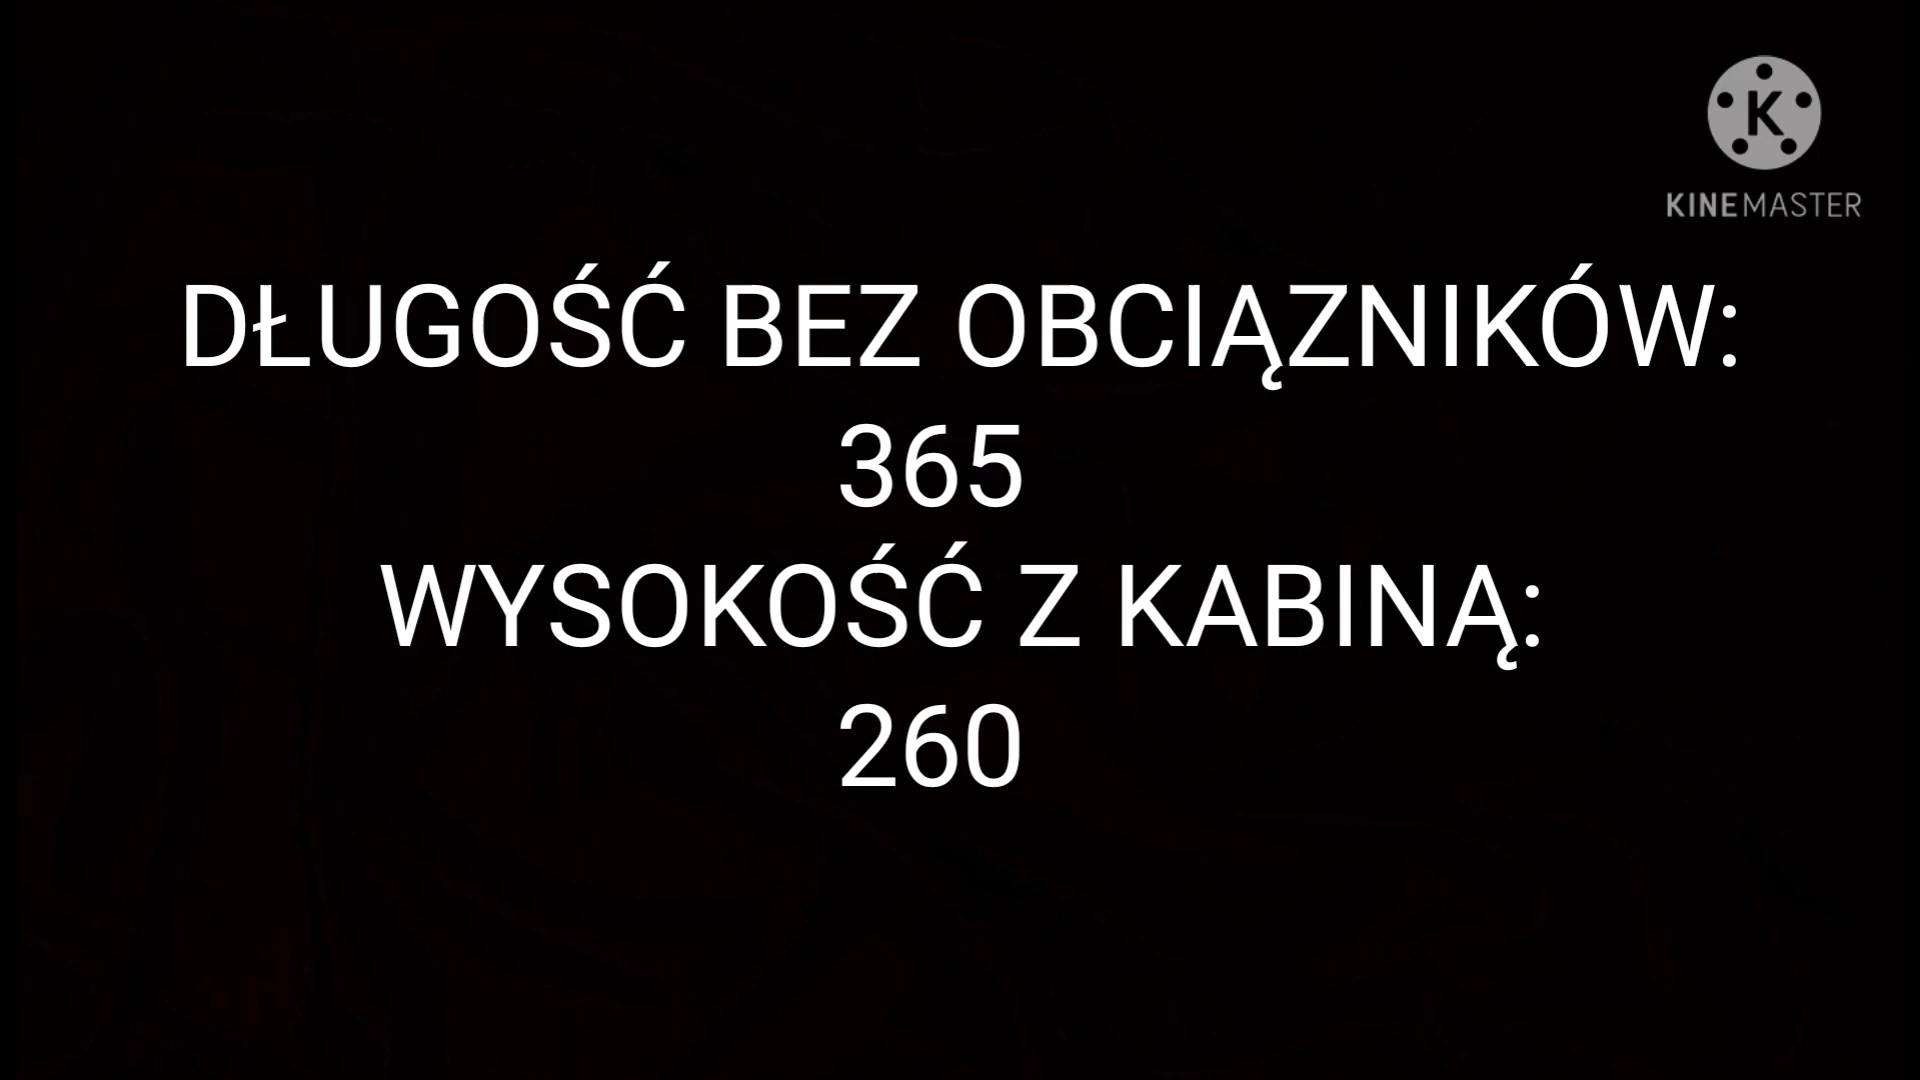 KINEMASTER
DŁUGOŚĆ BEZ OBCIĄZNIKÓW:
365
WYSOKOŚĆ Z KABINĄ:
260